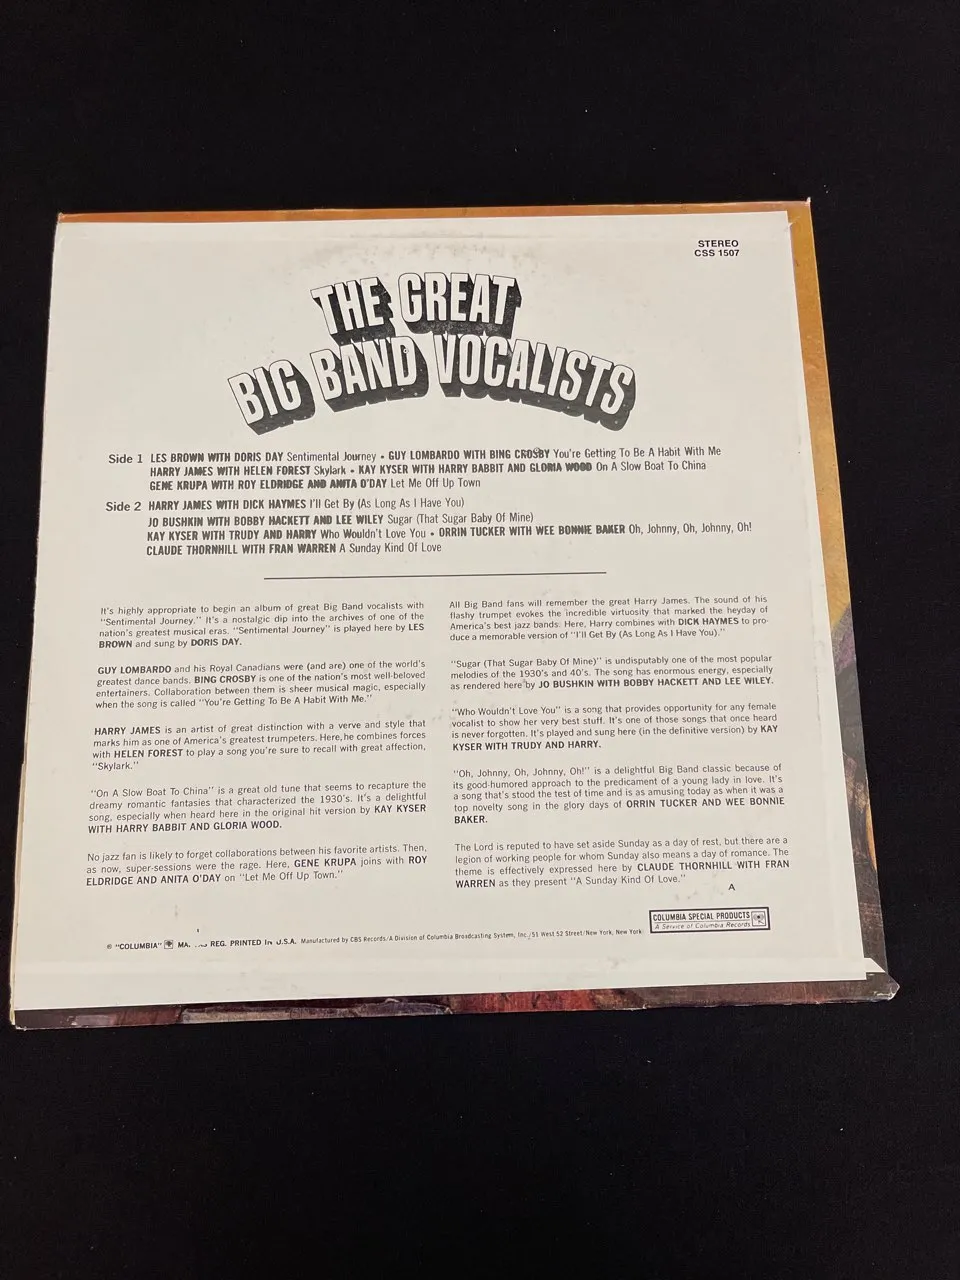 STEREO
CSS 1507
THE GREAT
BIG BAND VOCALISTS
Side 1 LES BROWN WITH DORIS DAY Sentimental Journey • GUY LOMBARDO WITH BING CROSBY You're Getting To Be A Habit With Me
HARRY JAMES WITH HELEN FOREST Skylark • KAY KYSER WITH HARRY BABBIT AND GLORIA WOOD On A Slow Boat To China
GENE KRUPA WITH ROY ELDRIDGE AND ANITA O'DAY Let Me Off Up Town
Side 2 HARRY JAMES WITH DICK HAYMES I'll Get By (As Long As I Have You)
JO BUSHKIN WITH BOBBY HACKETT AND LEE WILEY Sugar (That Sugar Baby Of Mine)
KAY KYSER WITH TRUDY AND HARRY Who Wouldn't Love You • ORRIN TUCKER WITH WEE BONNIE BAKER Oh, Johnny, Oh, Johnny, Oh!
CLAUDE THORNHILL WITH FRAN WARREN A Sunday Kind Of Love
It's highly appropriate to begin an album of great Big Band vocalists with
"Sentimental Journey." It's a nostalgic dip into the archives of one of the
nation's greatest musical eras. "Sentimental Journey" is played here by LES
BROWN and sung by DORIS DAY.
GUY LOMBARDO and his Royal Canadians were (and are) one of the world's
greatest dance bands. BING CROSBY is one of the nation's most well-beloved
entertainers. Collaboration between them is sheer musical magic, especially
when the song is called "You're Getting To Be A Habit With Me."
HARRY JAMES is an artist of great distinction with a verve and style that
marks him as one of America's greatest trumpeters. Here, he combines forces
with HELEN FOREST to play a song you're sure to recall with great affection,
"Skylark."
"On A Slow Boat To China" is a great old tune that seems to recapture the
dreamy romantic fantasies that characterized the 1930's. It's a delightful
song, especially when heard here in the original hit version by KAY KYSER
WITH HARRY BABBIT AND GLORIA WOOD.
No jazz fan is likely to forget collaborations between his favorite artists. Then,
as now, super-sessions were the rage. Here, GENE KRUPA joins with ROY
ELDRIDGE AND ANITA O'DAY on "Let Me Off Up Town."
All Big Band fans will remember the great Harry James. The sound of his
flashy trumpet evokes the incredible virtuosity that marked the heyday of
America's best jazz bands. Here, Harry combines with DICK HAYMES to pro-
duce a memorable version of "I'll Get By (As Long As I Have You)."
"Sugar (That Sugar Baby Of Mine)" is undisputably one of the most popular
melodies of the 1930's and 40's. The song has enormous energy, especially
as rendered here by JO BUSHKIN WITH BOBBY HACKETT AND LEE WILEY.
"Who Wouldn't Love You" is a song that provides opportunity for any female
vocalist to show her very best stuff. It's one of those songs that once heard
is never forgotten. It's played and sung here (in the definitive version) by KAY
KYSER WITH TRUDY AND HARRY.
"Oh, Johnny, Oh, Johnny, Oh!" is a delightful Big Band classic because of
its good-humored approach to the predicament of a young lady in love. It's
a song that's stood the test of time and is as amusing today as when it was a
top novelty song in the glory days of ORRIN TUCKER AND WEE BONNIE
BAKER.
The Lord is reputed to have set aside Sunday as a day of rest, but there are a
legion of working people for whom Sunday also means a day of romance. The
theme is effectively expressed here by CLAUDE THORNHILL WITH FRAN
WARREN as they present "A Sunday Kind Of Love."
A
COLUMBIA SPECIAL PRODUCTS
A Service of Columbia Records
® "COLUMBIA" REG. PRINTED IN U.S.A. Manufactured by CBS Records/A Division of Columbia Broadcasting System, Inc./51 West 52 Street/New York, New York